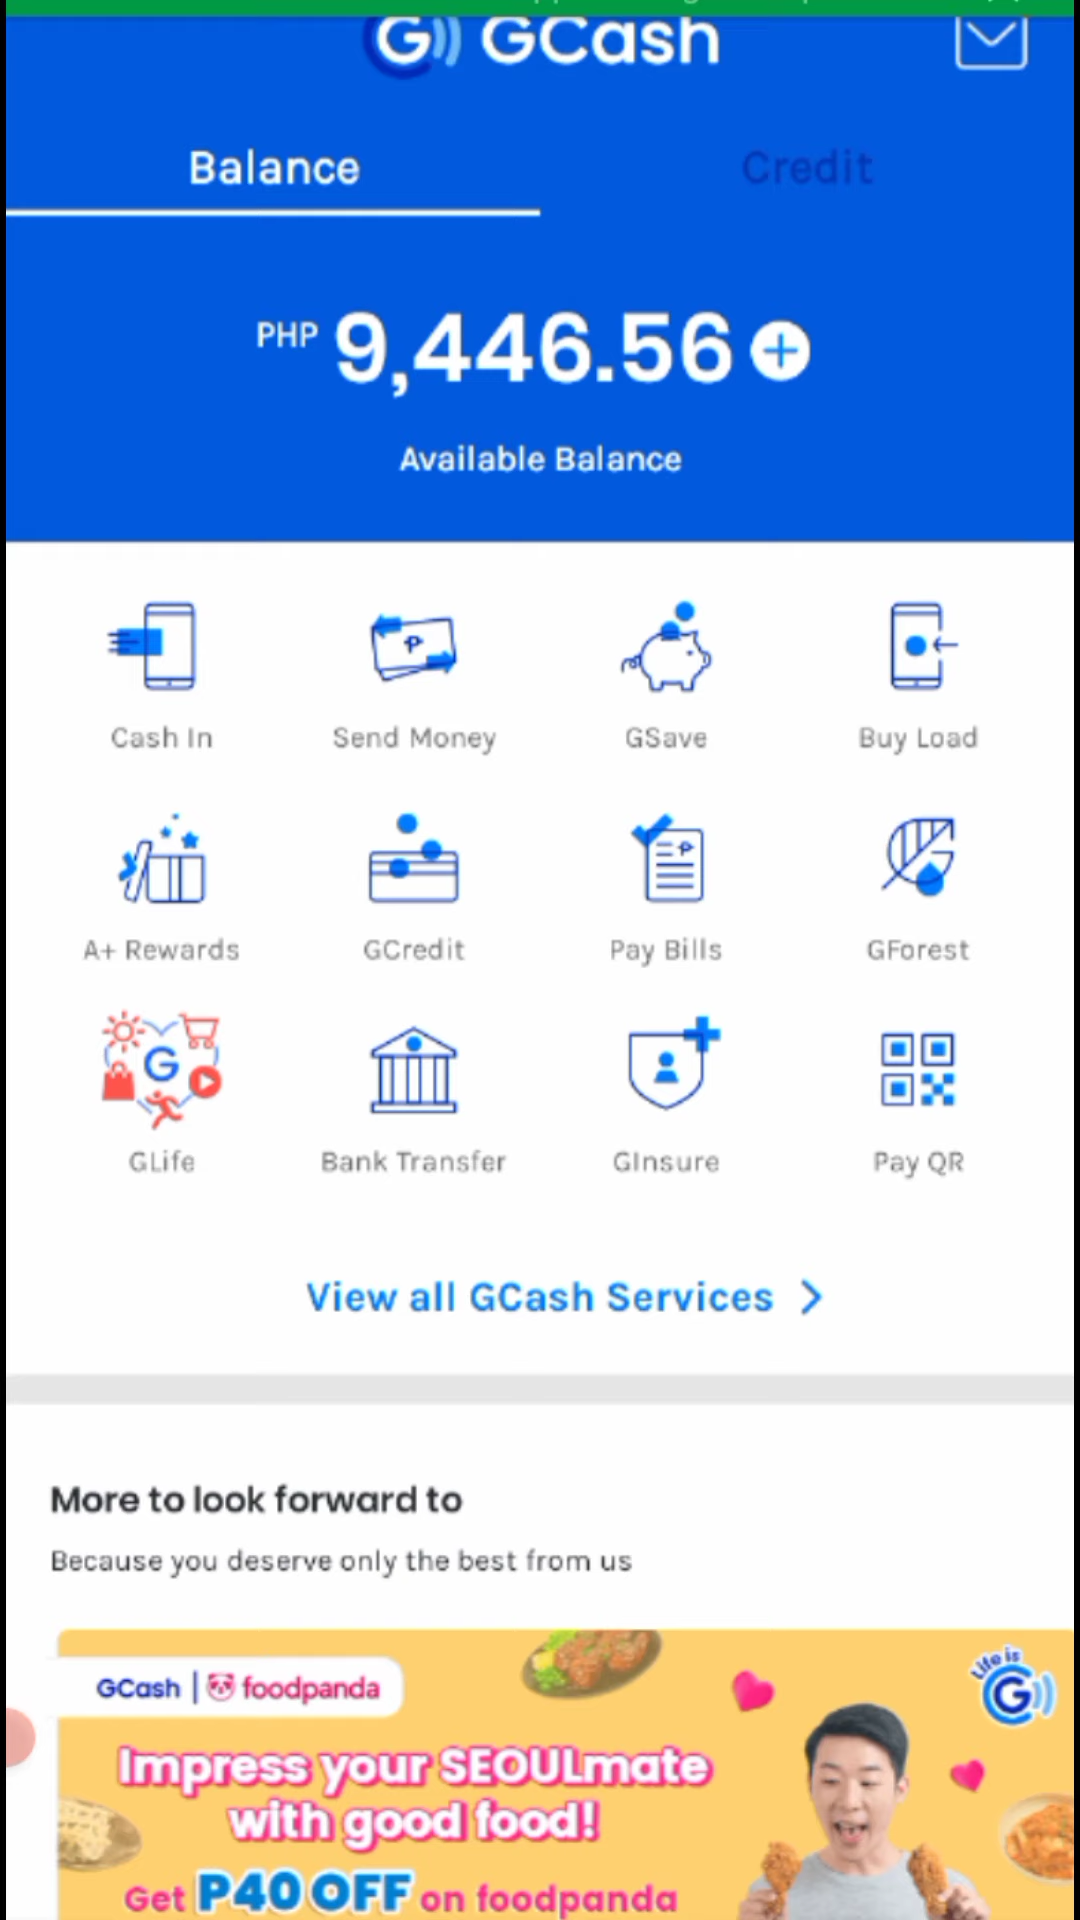 GCash
Balance
Credit
PHP 9,446.56
Available Balance
Cash In
Send Money
GSave
Buy Load
A+ Rewards
GCredit
Pay Bills
GForest
GLife
Bank Transfer
GInsure
Pay QR
View all GCash Services
More to look forward to
Because you deserve only the best from us
GCash | foodpanda
Life is G
Impress your SEOULmate
with good food!
Get P40 OFF on foodpanda